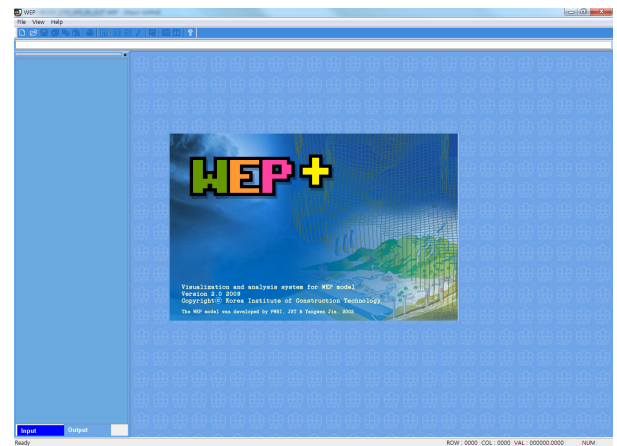 WEP
File View Help
WEP+
Visualization and analysis system for WEP model
Version 2.0 2009
Copyrightⓒ Korea Institute of Construction Technology
The WEP model was developed by PWRI, JST & Yangwen Jia, 2002
Input Output
Ready ROW : 0000 COL : 0000 VAL : 000000.0000 NUM